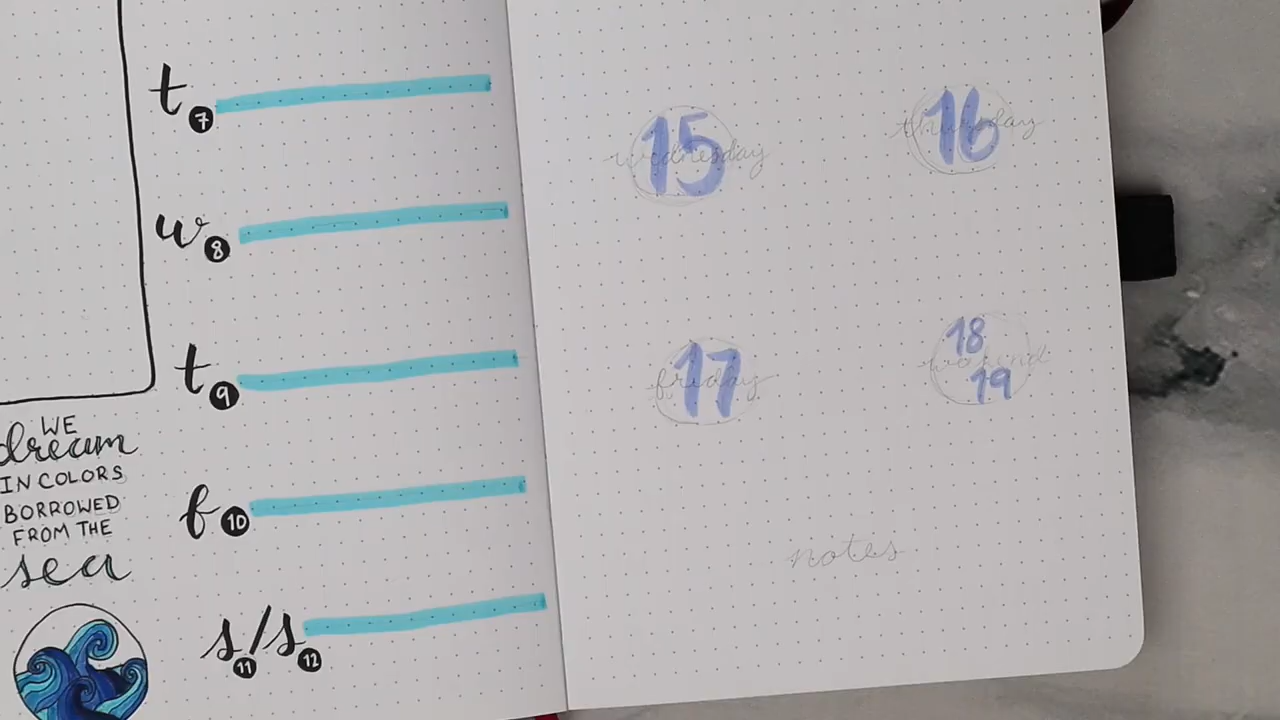 t 7
w 8
t 9
WE
dream
IN COLORS
BORROWED
FROM THE
sea
f 10
s/s
11 12
15
wednesday
16
thursday
17
friday
18
weekend
19
notes